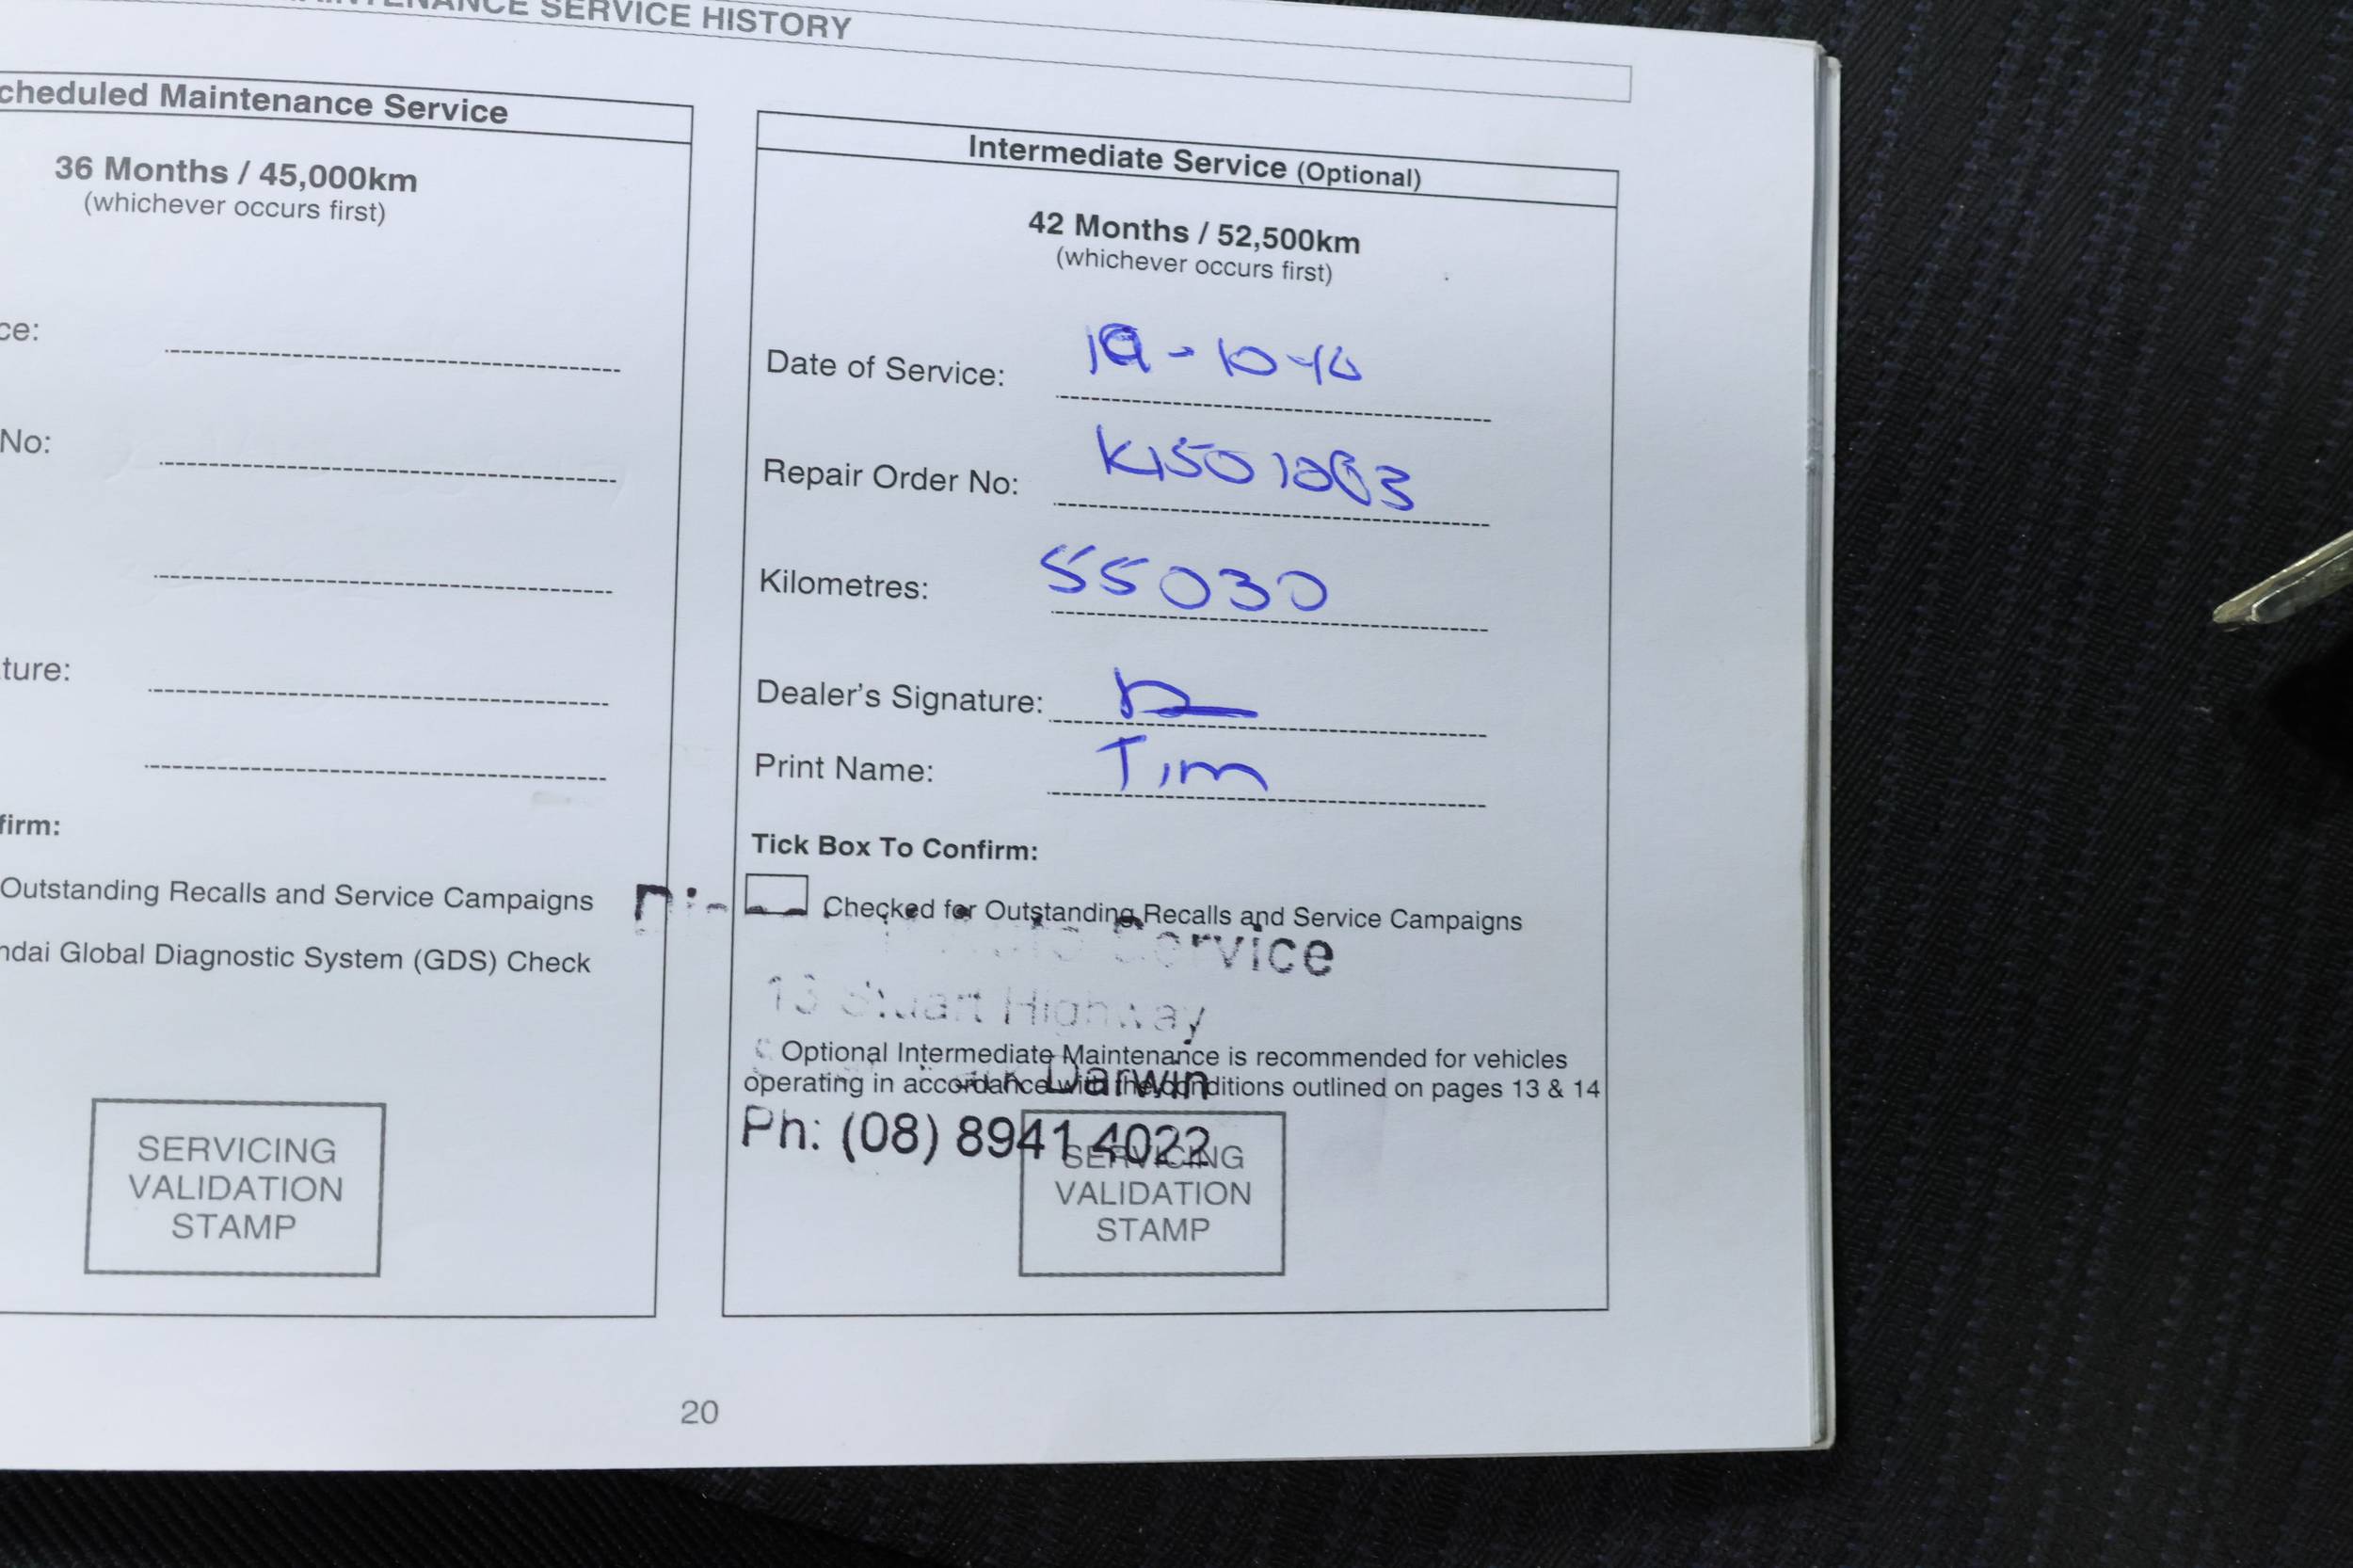 MAINTENANCE SERVICE HISTORY
cheduled Maintenance Service
36 Months / 45,000km
(whichever occurs first)
ce:
No:
ture:
firm:
Outstanding Recalls and Service Campaigns
ndai Global Diagnostic System (GDS) Check
SERVICING
VALIDATION
STAMP
Intermediate Service (Optional)
42 Months / 52,500km
(whichever occurs first)
Date of Service:
Repair Order No:
Kilometres: 55030
Dealer's Signature:
Print Name: Tim
Tick Box To Confirm:
Checked for Outstanding Recalls and Service Campaigns
Service
13 Stuart Highway
Optional Intermediate Maintenance is recommended for vehicles
operating in accordance with the conditions outlined on pages 13 & 14
Darwin
Ph: (08) 8941 4022
SERVICING
VALIDATION
STAMP
20